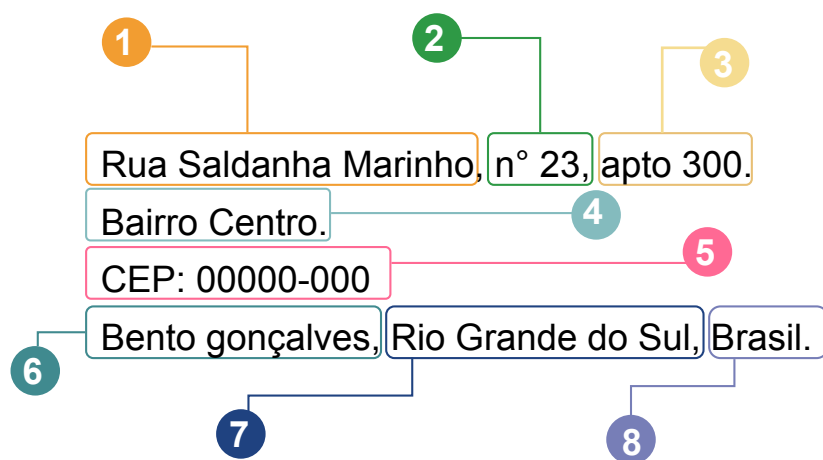 1
2
3
Rua Saldanha Marinho, n° 23, apto 300.
Bairro Centro.
4
CEP: 00000-000
5
Bento gonçalves, Rio Grande do Sul, Brasil.
6
7
8